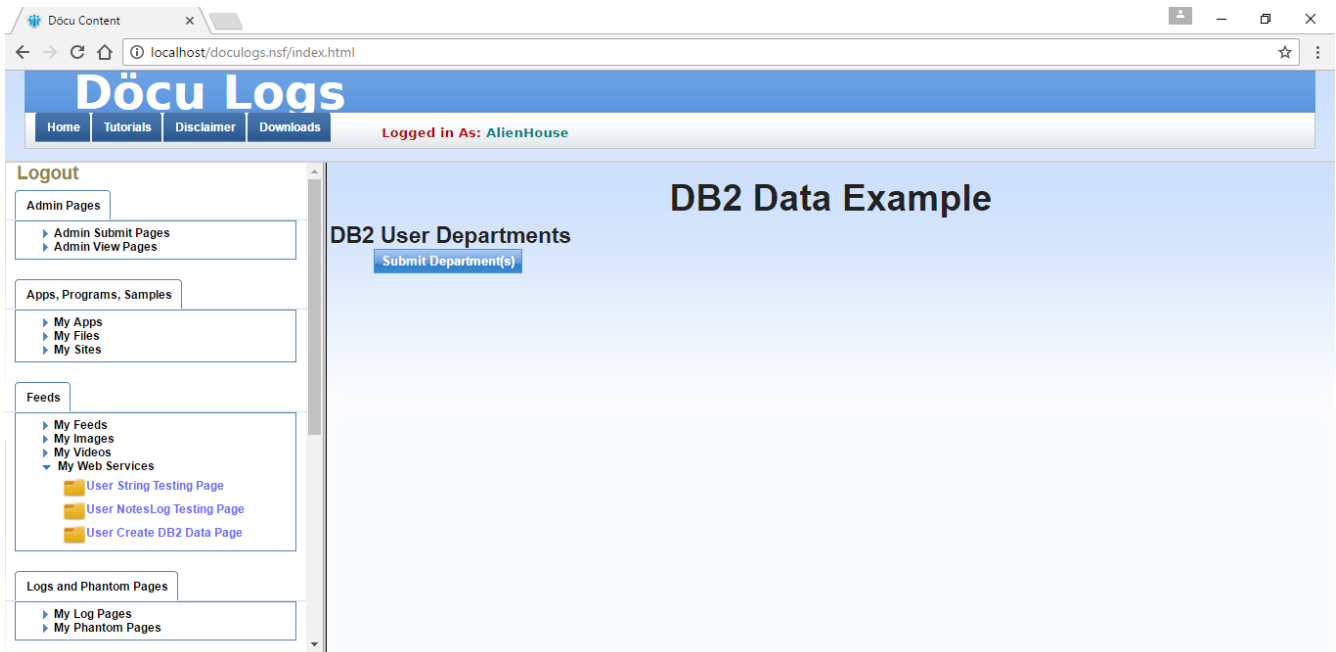 Döcu Content
localhost/doculogs.nsf/index.html
Döcu Logs
Home Tutorials Disclaimer Downloads Logged in As: AlienHouse
Logout
Admin Pages
Admin Submit Pages
Admin View Pages
Apps, Programs, Samples
My Apps
My Files
My Sites
Feeds
My Feeds
My Images
My Videos
My Web Services
User String Testing Page
User NotesLog Testing Page
User Create DB2 Data Page
Logs and Phantom Pages
My Log Pages
My Phantom Pages
DB2 Data Example
DB2 User Departments
Submit Department(s)